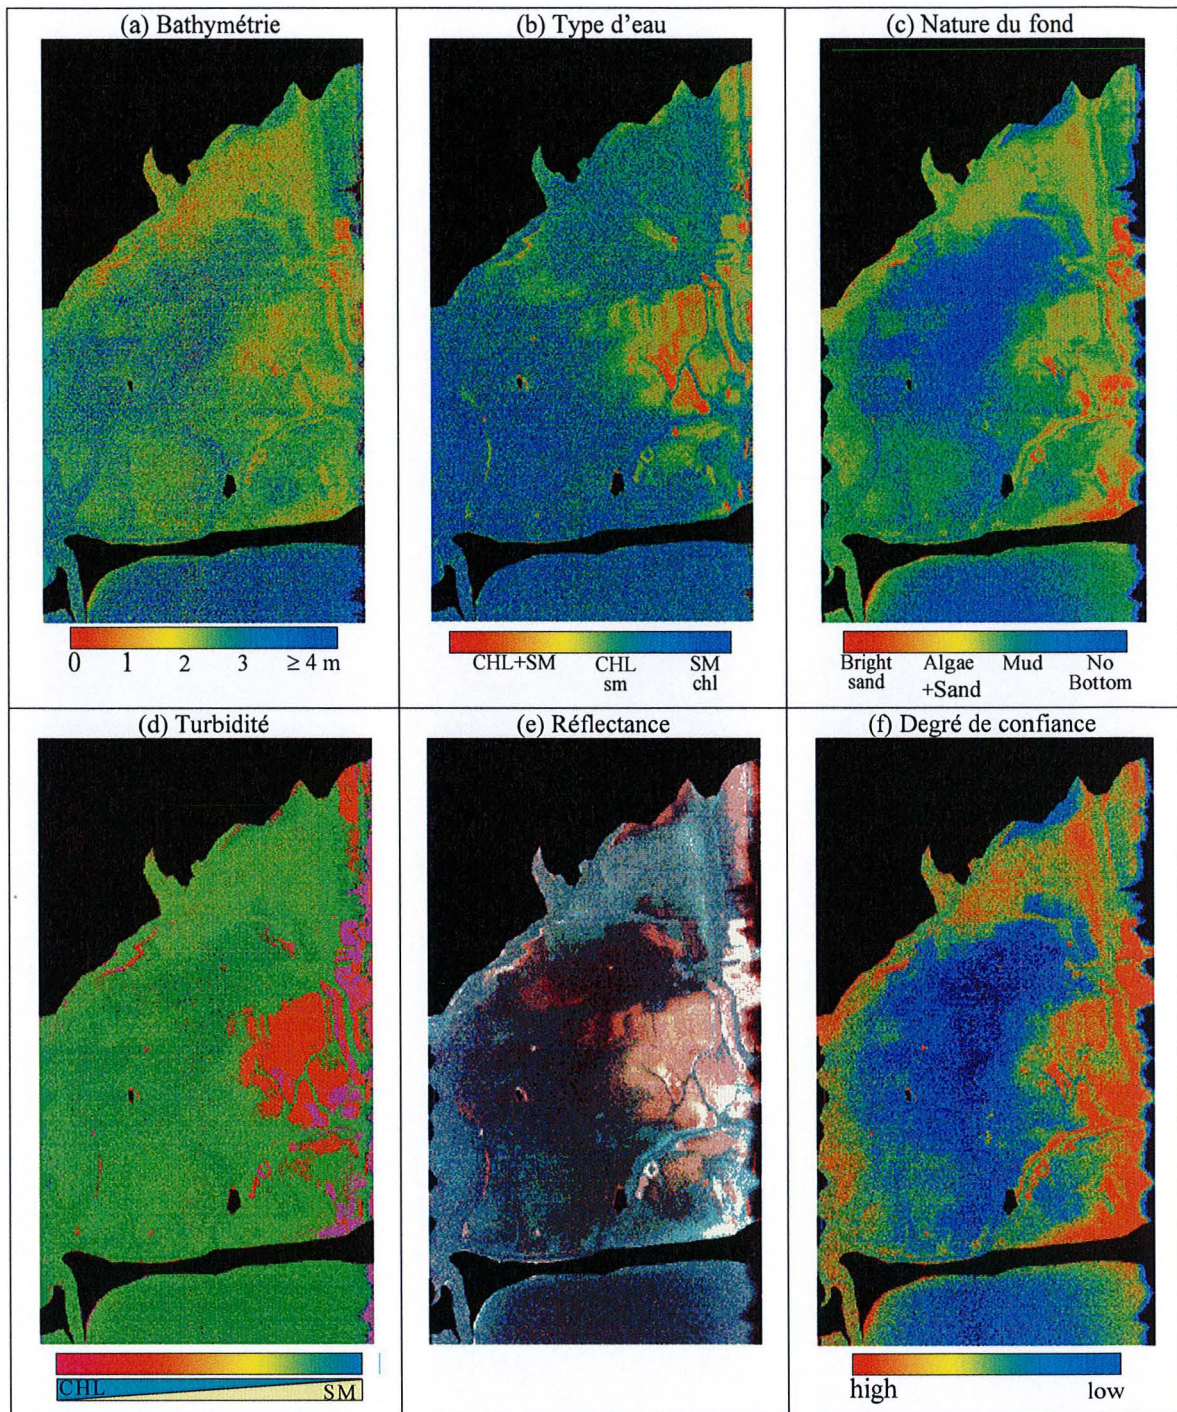 (a) Bathymétrie
(b) Type d'eau
(c) Nature du fond
0 1 2 3 ≥ 4 m
CHL+SM CHL sm SM chl
Bright sand Algae +Sand Mud No Bottom
(d) Turbidité
(e) Réflectance
(f) Degré de confiance
CHL SM
high low